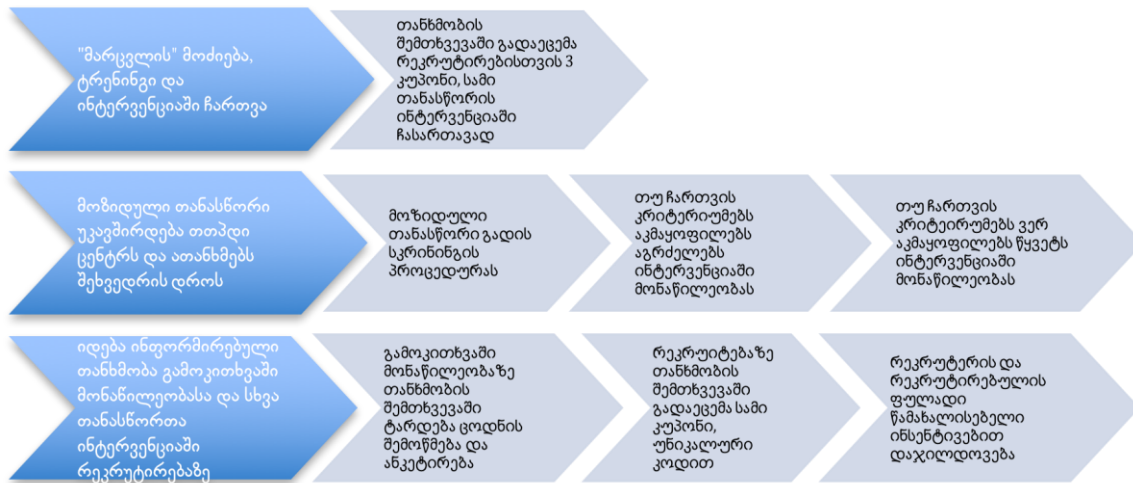 "მარცვლის" მოძიება,
ტრენინგი და
ინტერვენციაში ჩართვა
თანხმობის
შემთხვევაში გადაეცემა
რეკრუტირებისთვის 3
კუპონი, სამი
თანასწორის
ინტერვენციაში
ჩასართავად
მოზიდული თანასწორი
უკავშირდება თთპდი
ცენტრს და ათანხმებს
შეხვედრის დროს
მოზიდული
თანასწორი გადის
სკრინინგის
პროცედურას
თუ ჩართვის
კრიტერიუმებს
აკმაყოფილებს
აგრძელებს
ინტერვენციაში
მონაწილეობას
თუ ჩართვის
კრიტეირუმებს ვერ
აკმაყოფილებს წყვეტს
ინტერვენციაში
მონაწილეობას
იდება ინფორმირებული
თანხმობა გამოკითხვაში
მონაწილეობასა და სხვა
თანასწორთა
ინტერვენციაში
რეკრუტირებაზე
გამოკითხვაში
მონაწილეობაზე
თანხმობის
შემთხვევაში
ტარდება ცოდნის
შემოწმება და
ანკეტირება
რეკრუიტებაზე
თანხმობის
შემთხვევაში
გადაეცემა სამი
კუპონი,
უნიკალური
კოდით
რეკრუტერის და
რეკრუტირებულის
ფულადი
წამახალისებელი
ინსენტივებით
დაჯილდოვება